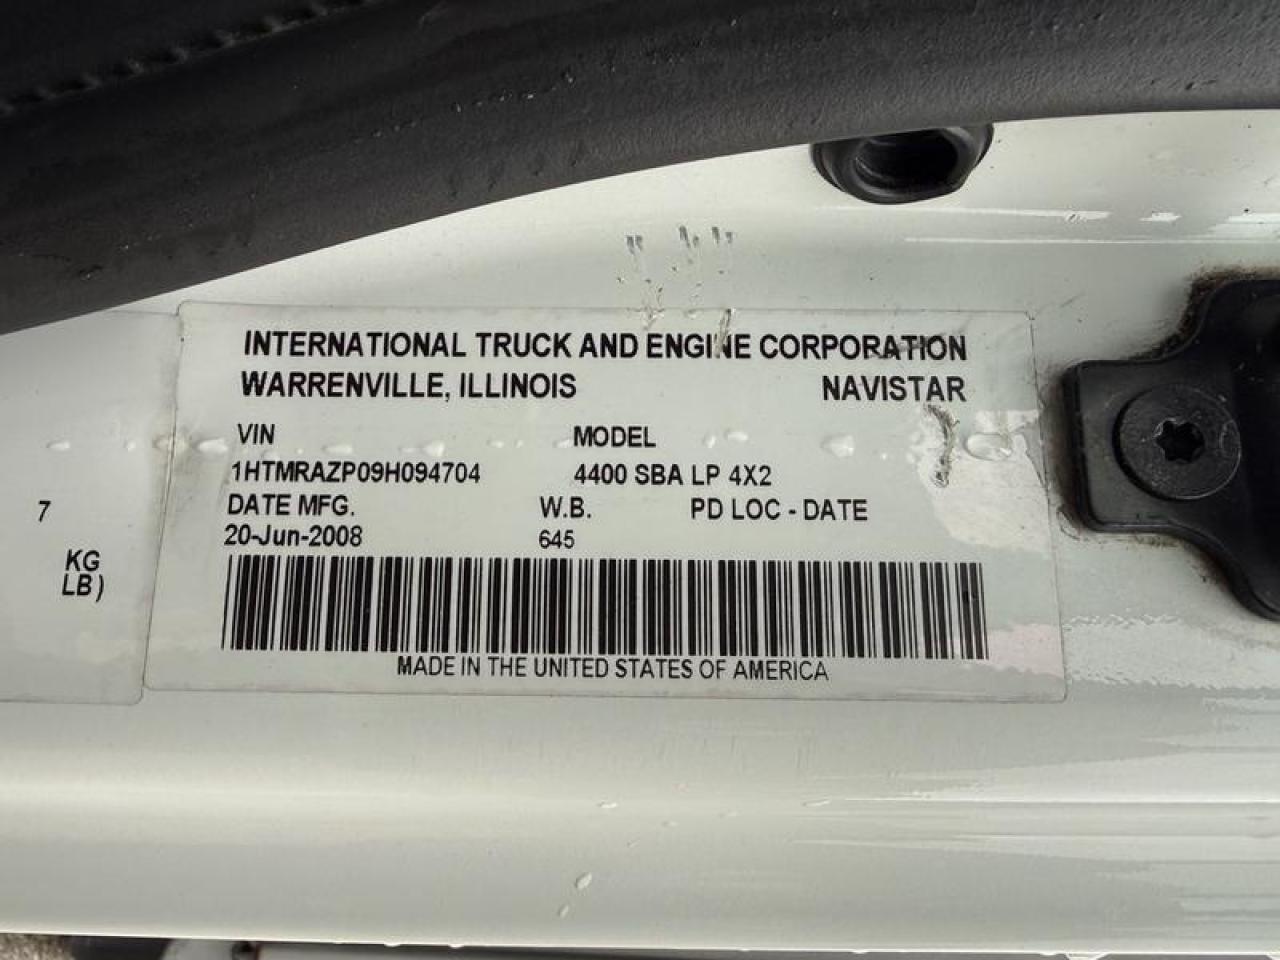 INTERNATIONAL TRUCK AND ENGINE CORPORATION
WARRENVILLE, ILLINOIS NAVISTAR
VIN MODEL
1HTMRAZP09H094704 4400 SBA LP 4X2
DATE MFG. W.B. PD LOC - DATE
20-Jun-2008 645
MADE IN THE UNITED STATES OF AMERICA
7
KG
LB)